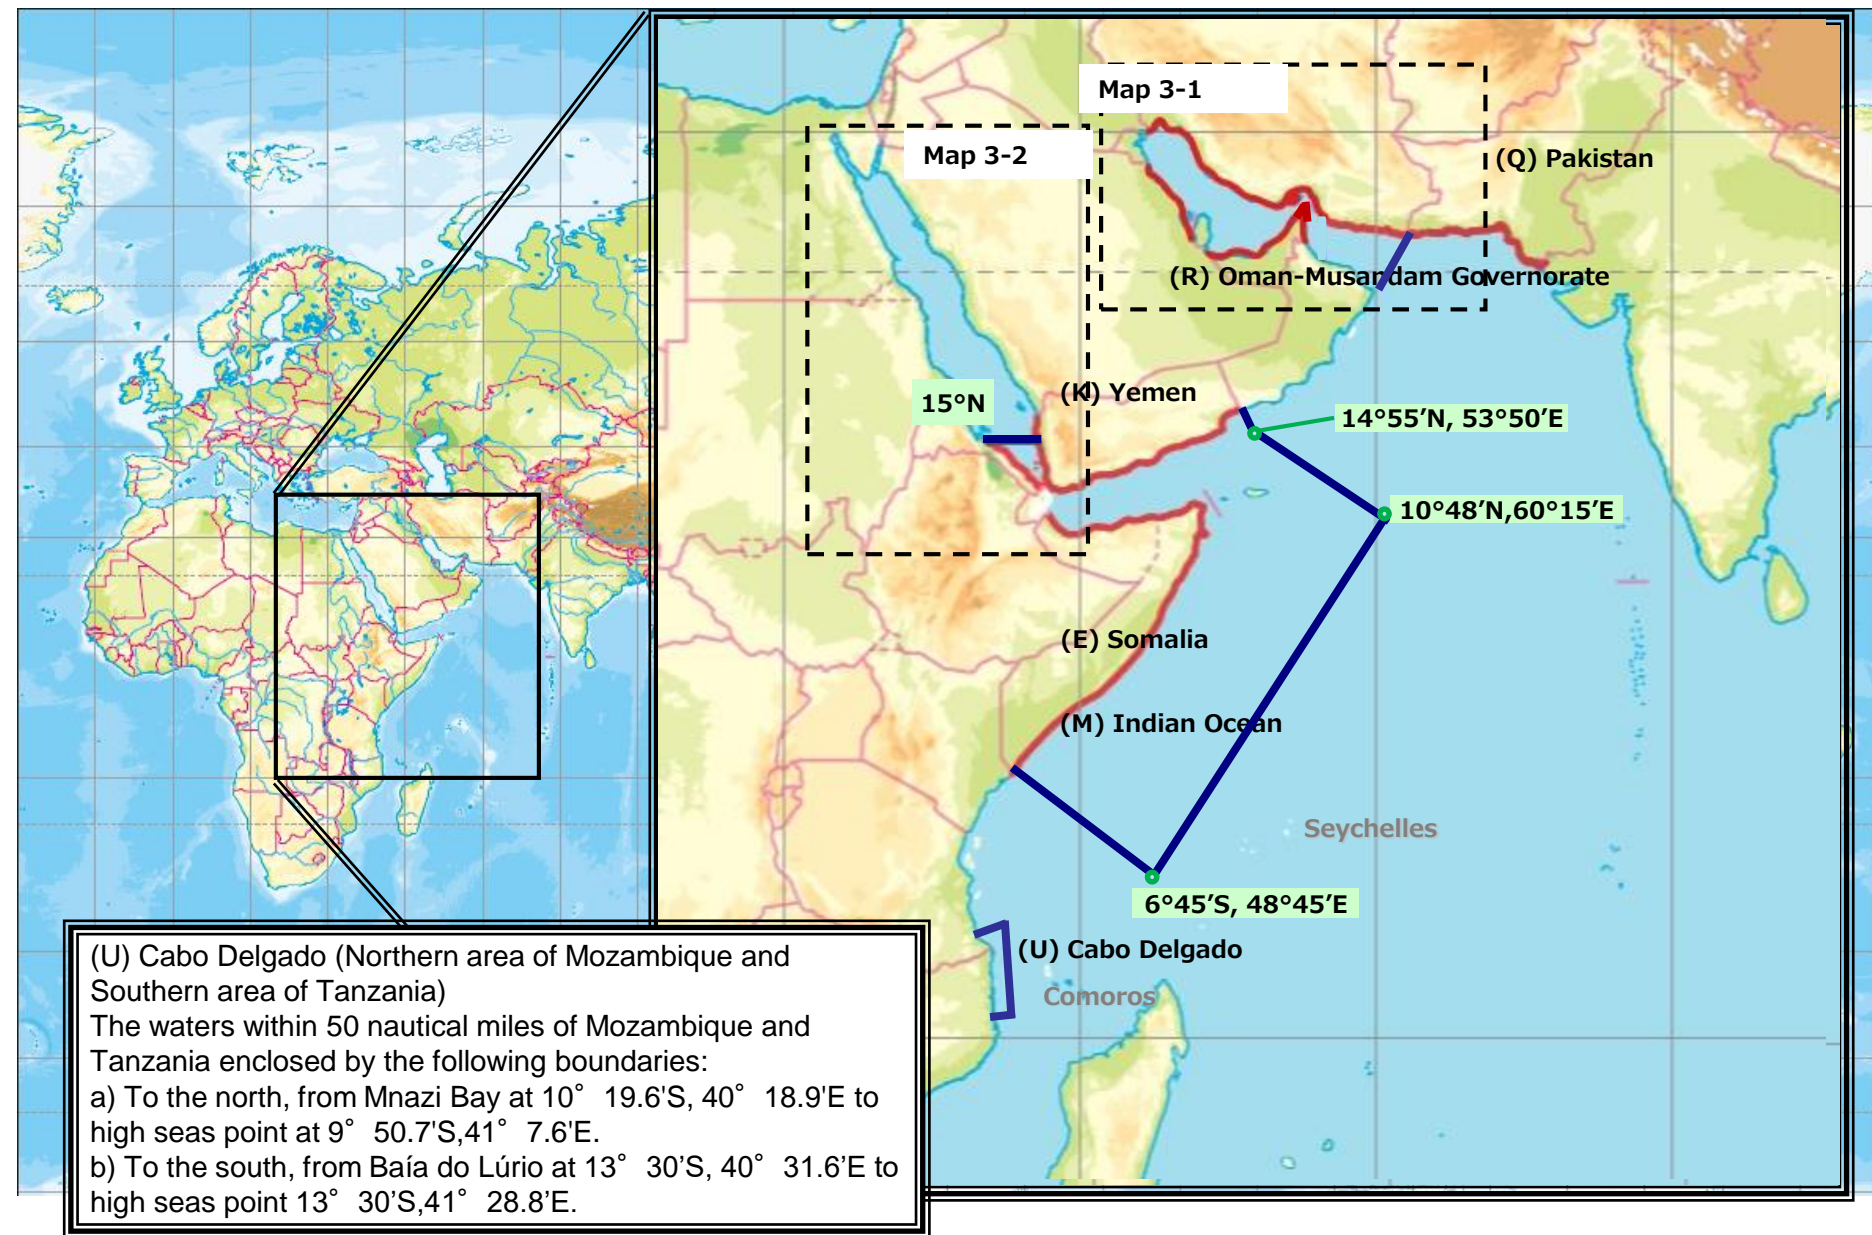 Map 3-1
Map 3-2
(Q) Pakistan
(R) Oman-Musandam Governorate
(K) Yemen
15°N
14°55’N, 53°50’E
10°48’N,60°15’E
(E) Somalia
(M) Indian Ocean
Seychelles
6°45’S, 48°45’E
(U) Cabo Delgado
Comoros
(U) Cabo Delgado (Northern area of Mozambique and
Southern area of Tanzania)
The waters within 50 nautical miles of Mozambique and
Tanzania enclosed by the following boundaries:
a) To the north, from Mnazi Bay at 10° 19.6'S, 40° 18.9'E to
high seas point at 9° 50.7'S,41° 7.6'E.
b) To the south, from Baía do Lúrio at 13° 30’S, 40° 31.6’E to
high seas point 13° 30’S,41° 28.8’E.